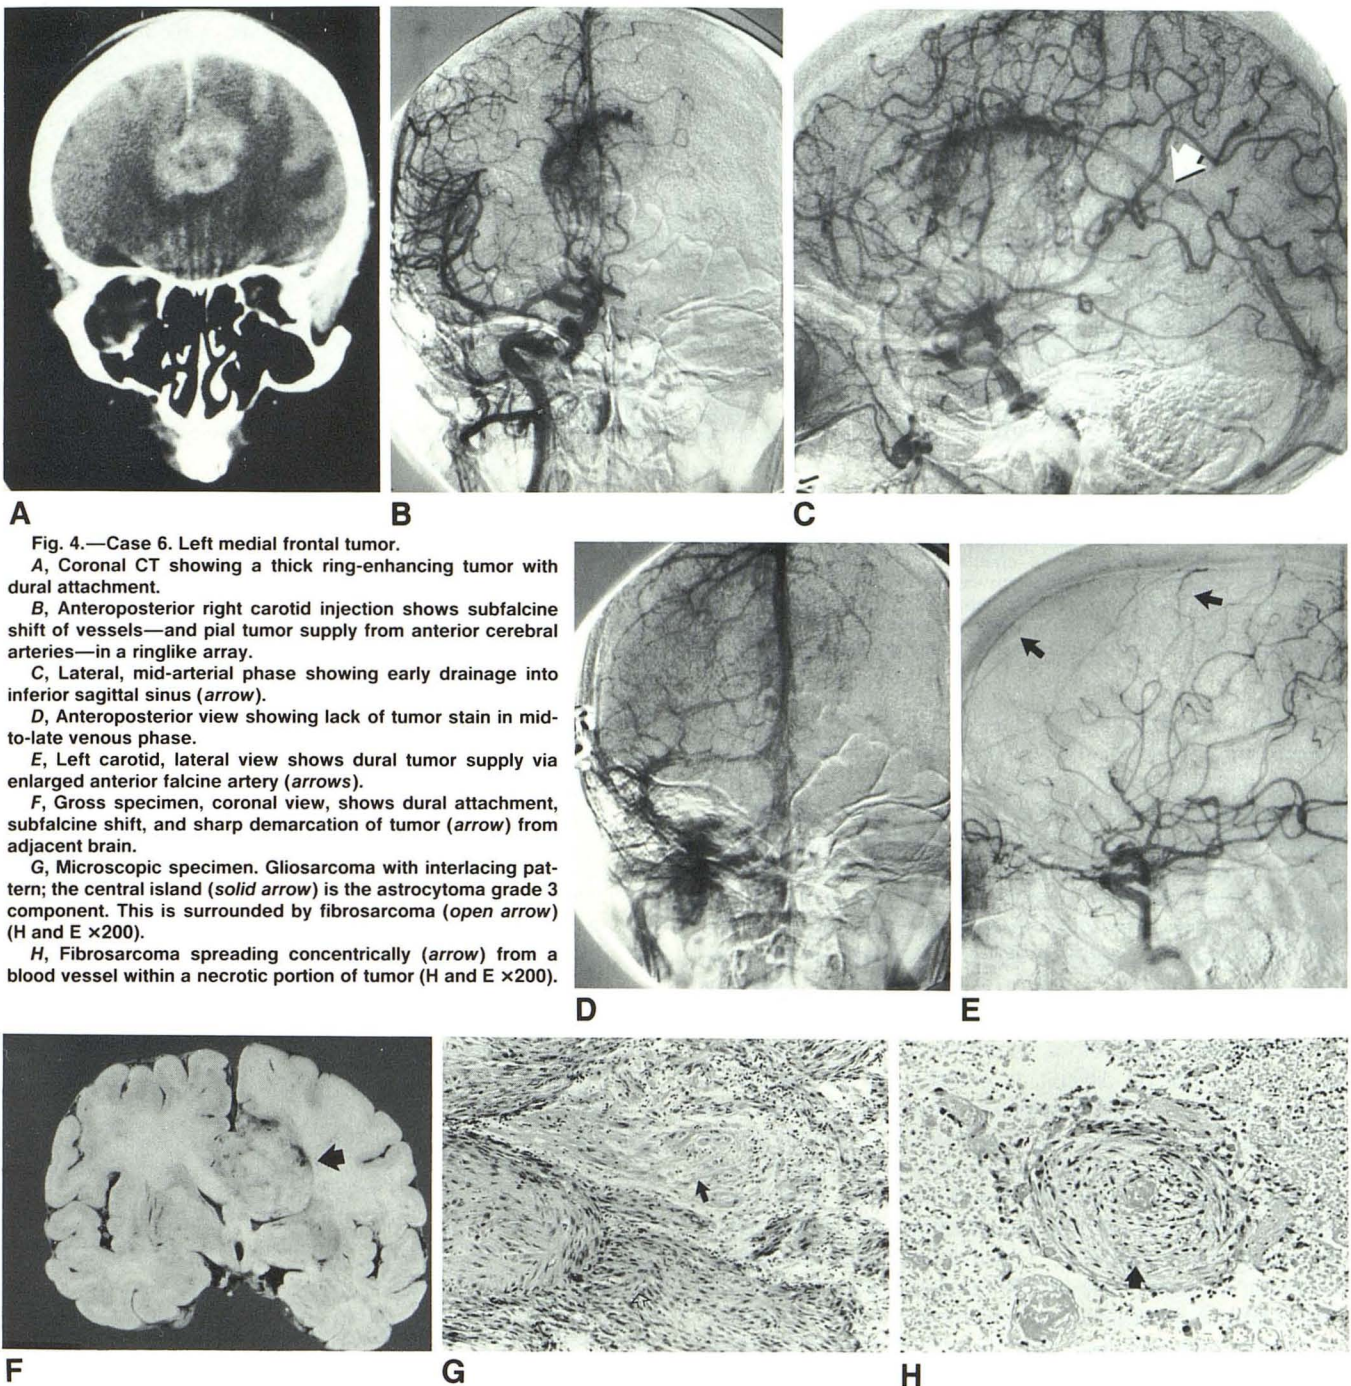 A
B
C
Fig. 4.—Case 6. Left medial frontal tumor.
A, Coronal CT showing a thick ring-enhancing tumor with
dural attachment.
B, Anteroposterior right carotid injection shows subfalcine
shift of vessels—and pial tumor supply from anterior cerebral
arteries—in a ringlike array.
C, Lateral, mid-arterial phase showing early drainage into
inferior sagittal sinus (arrow).
D, Anteroposterior view showing lack of tumor stain in mid-
to-late venous phase.
E, Left carotid, lateral view shows dural tumor supply via
enlarged anterior falcine artery (arrows).
F, Gross specimen, coronal view, shows dural attachment,
subfalcine shift, and sharp demarcation of tumor (arrow) from
adjacent brain.
G, Microscopic specimen. Gliosarcoma with interlacing pat-
tern; the central island (solid arrow) is the astrocytoma grade 3
component. This is surrounded by fibrosarcoma (open arrow)
(H and E ×200).
H, Fibrosarcoma spreading concentrically (arrow) from a
blood vessel within a necrotic portion of tumor (H and E ×200).
D
E
F
G
H